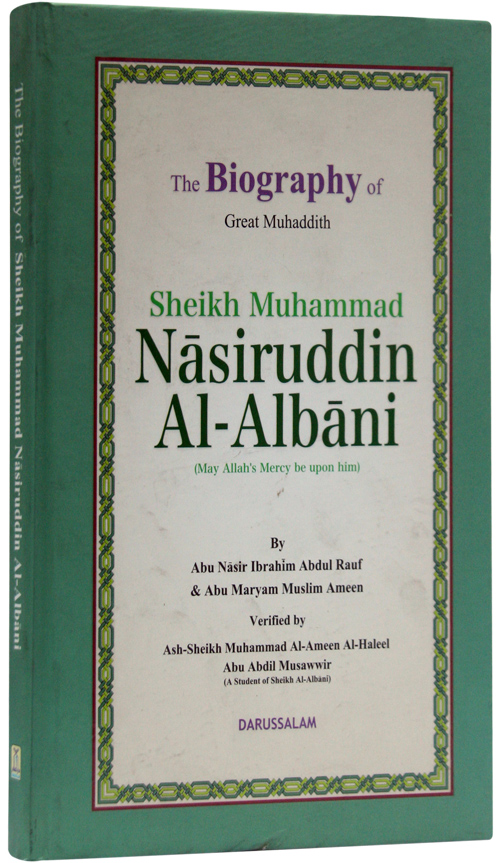 The Biography of Sheikh Muhammad Nāsiruddin Al-Albāni
The Biography of
Great Muhaddith
Sheikh Muhammad
Nāsiruddin
Al-Albāni
(May Allah's Mercy be upon him)
By
Abu Nāsir Ibrahim Abdul Rauf
& Abu Maryam Muslim Ameen
Verified by
Ash-Sheikh Muhammad Al-Ameen Al-Haleel
Abu Abdil Musawwir
(A Student of Sheikh Al-Albāni)
DARUSSALAM